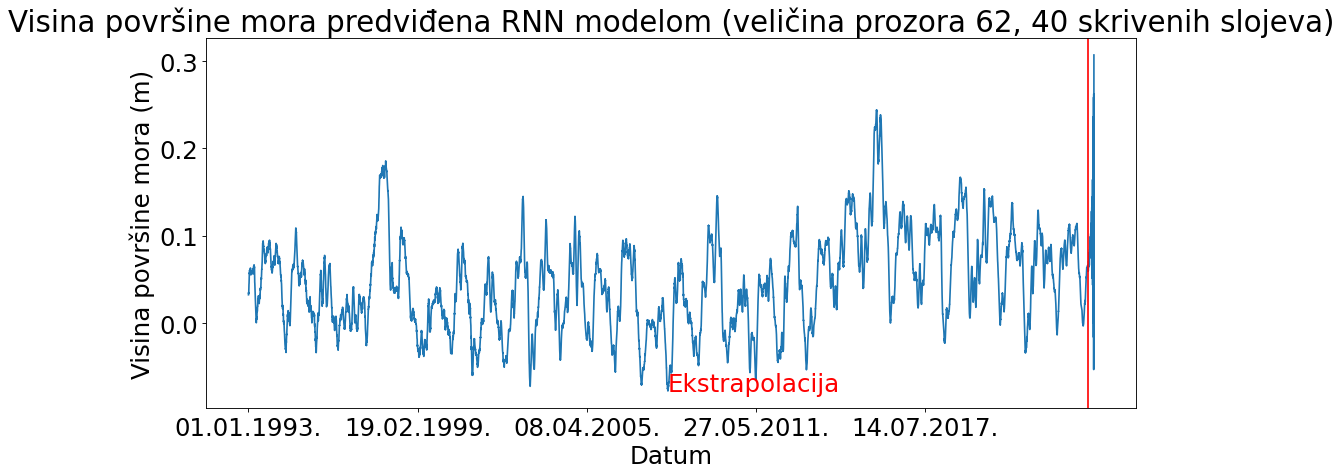 Visina površine mora predviđena RNN modelom (veličina prozora 62, 40 skrivenih slojeva)
Visina površine mora (m)
0.3
0.2
0.1
0.0
Ekstrapolacija
01.01.1993. 19.02.1999. 08.04.2005. 27.05.2011. 14.07.2017.
Datum